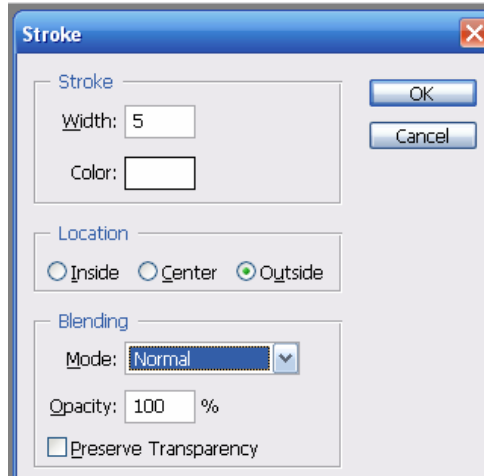 Stroke
Stroke
OK
Width: 5
Cancel
Color:
Location
Inside Center Outside
Blending
Mode: Normal
Opacity: 100 %
Preserve Transparency